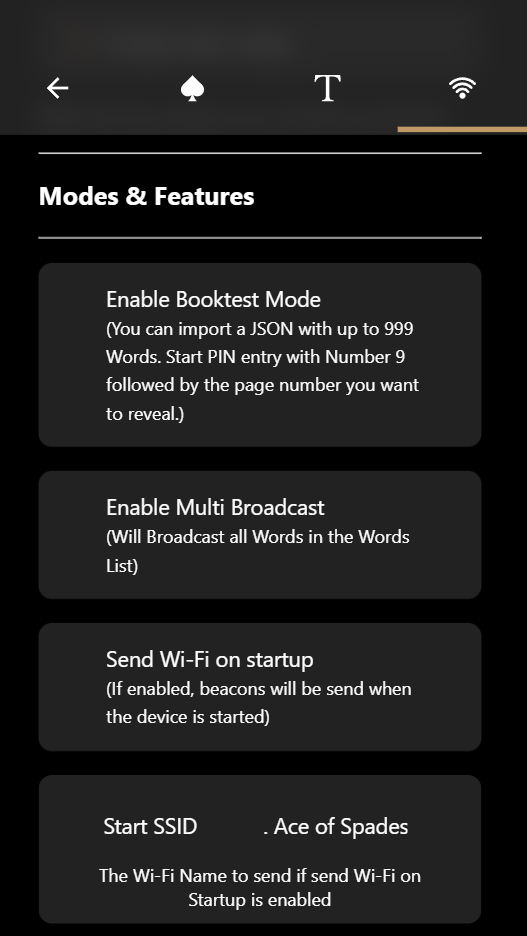 T
Modes & Features
Enable Booktest Mode
(You can import a JSON with up to 999
Words. Start PIN entry with Number 9
followed by the page number you want
to reveal.)
Enable Multi Broadcast
(Will Broadcast all Words in the Words
List)
Send Wi-Fi on startup
(If enabled, beacons will be send when
the device is started)
Start SSID . Ace of Spades
The Wi-Fi Name to send if send Wi-Fi on
Startup is enabled